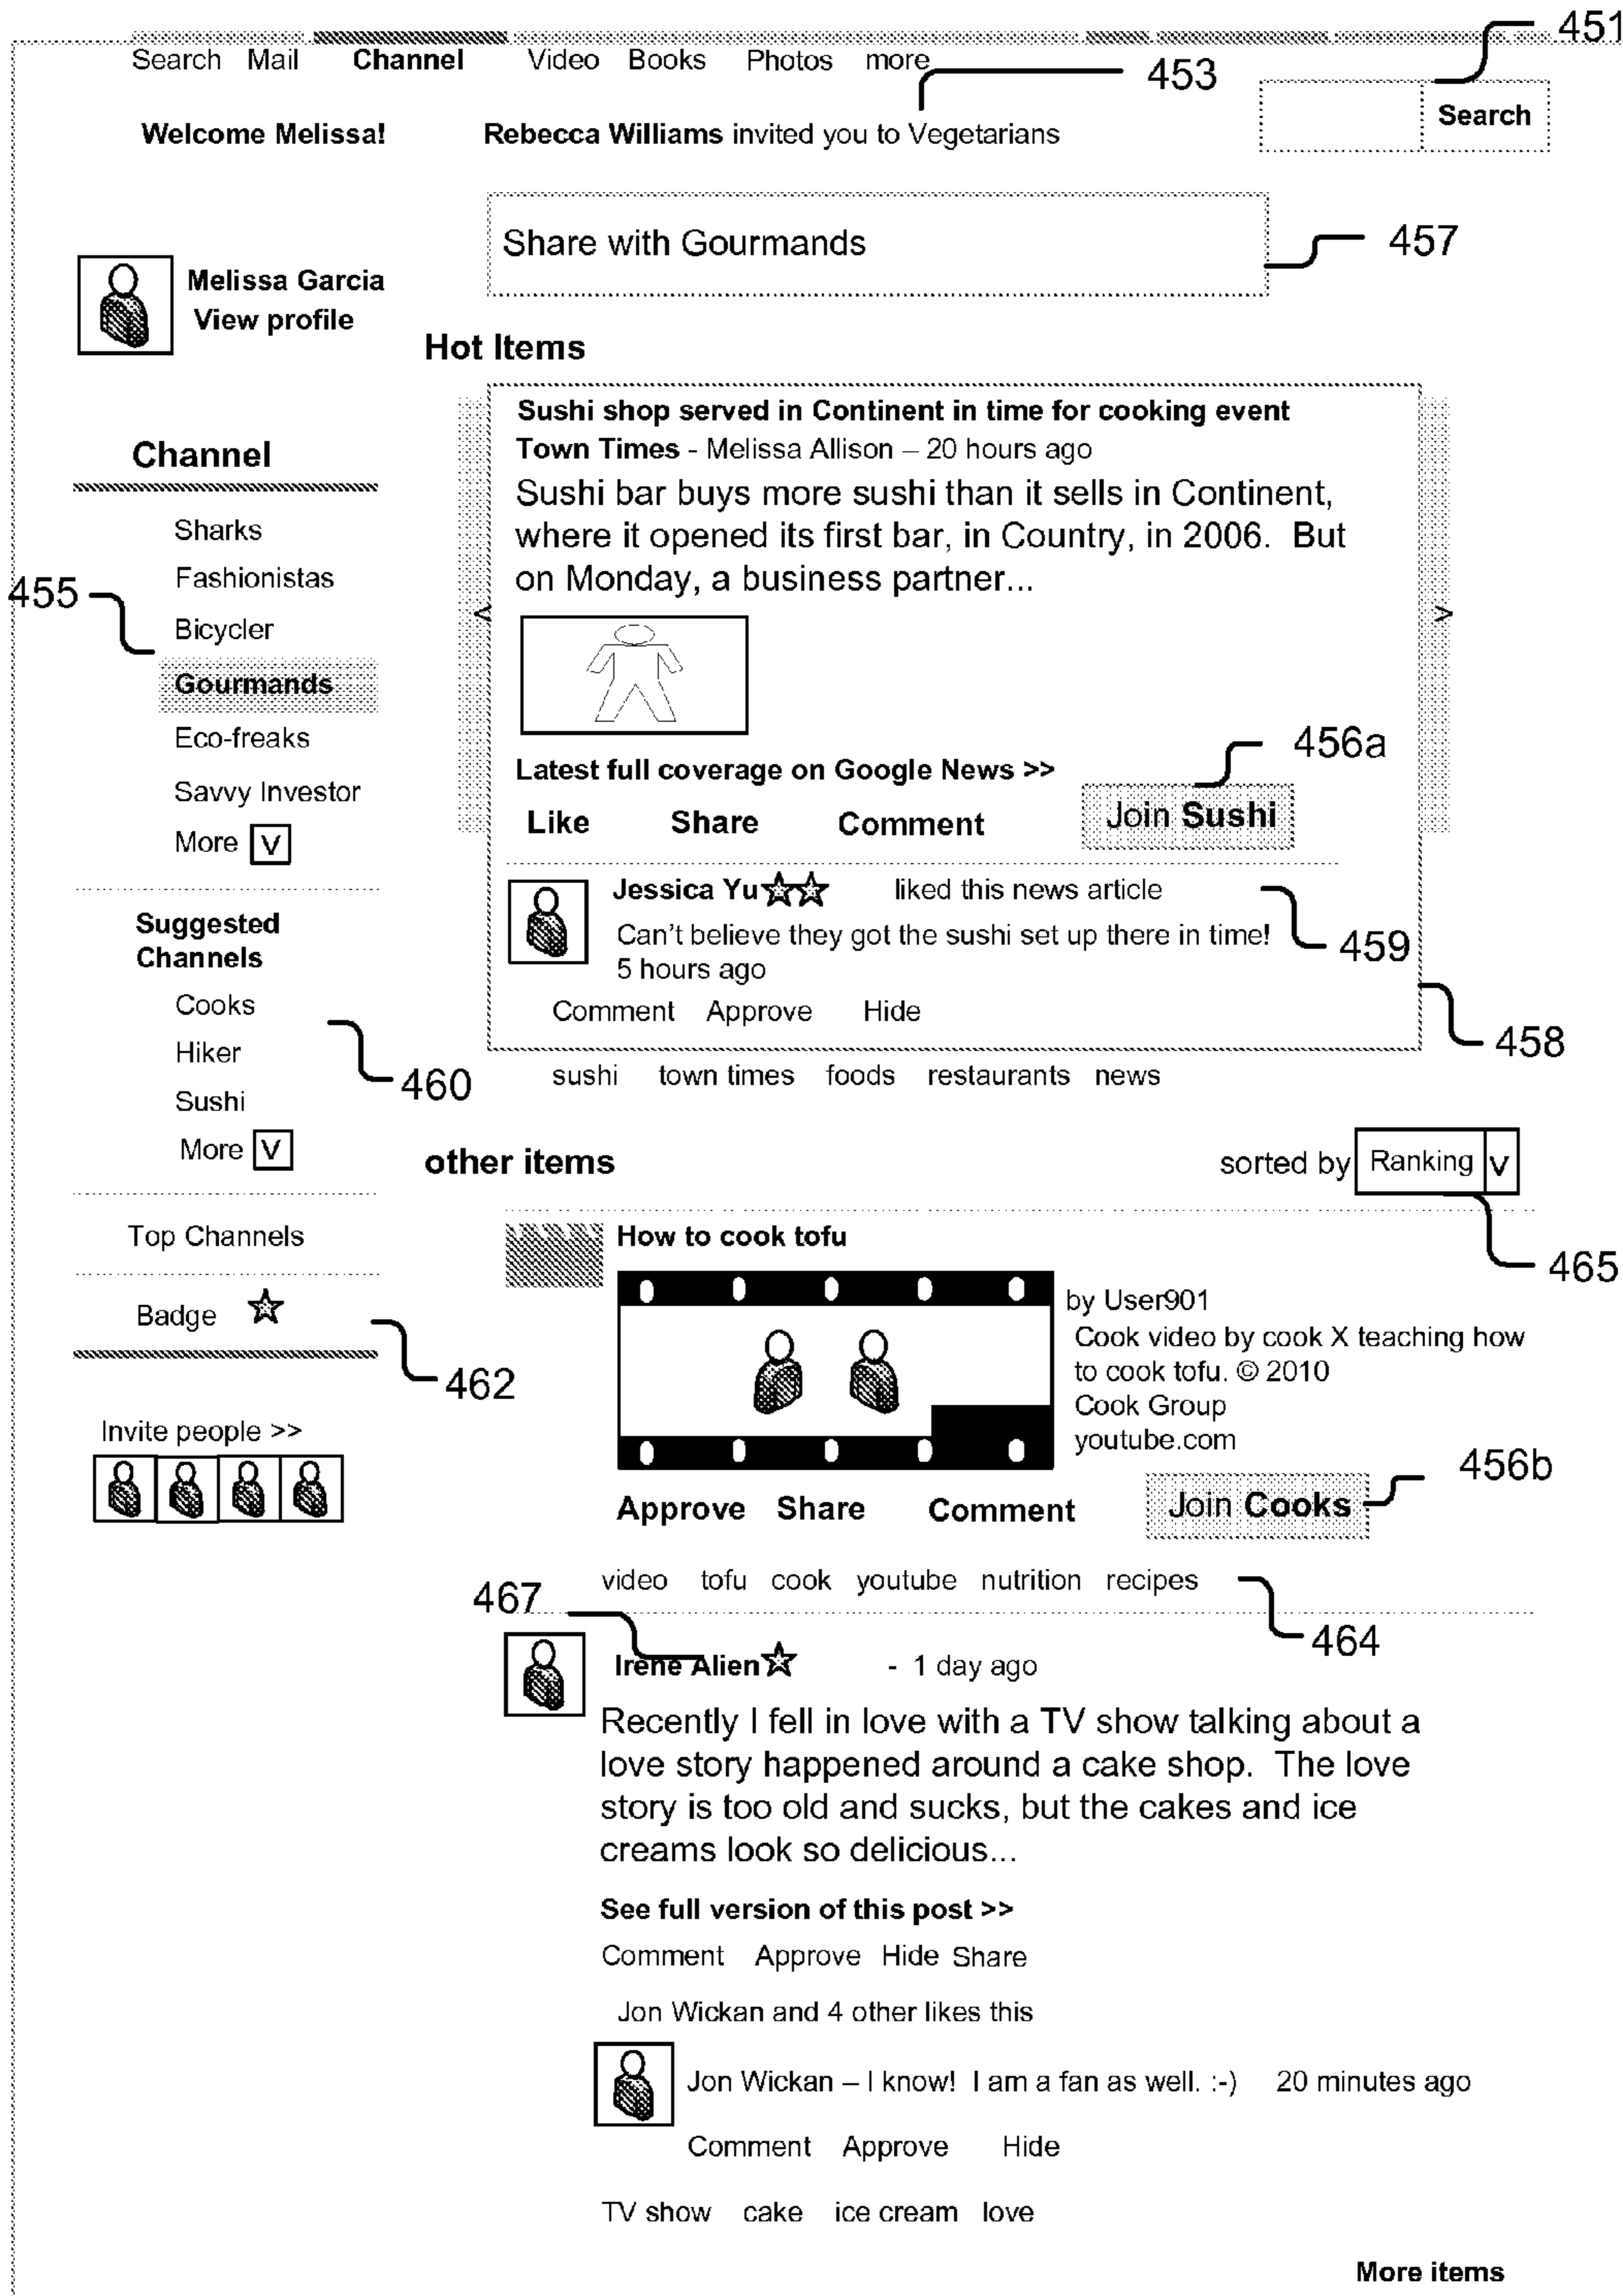 451
Search Mail Channel Video Books Photos more
453
Search
Welcome Melissa! Rebecca Williams invited you to Vegetarians
Share with Gourmands
457
Melissa Garcia
View profile
Hot Items
Channel
Sharks
Fashionistas
455
Bicycler
Gourmands
Eco-freaks
Savvy Investor
More V
Suggested
Channels
Cooks
Hiker
460
Sushi
More V
Top Channels
Badge
462
Invite people >>
Sushi shop served in Continent in time for cooking event
Town Times - Melissa Allison – 20 hours ago
Sushi bar buys more sushi than it sells in Continent,
where it opened its first bar, in Country, in 2006. But
on Monday, a business partner...
< >
456a
Latest full coverage on Google News >>
Like Share Comment Join Sushi
Jessica Yu liked this news article
Can't believe they got the sushi set up there in time!
459
5 hours ago
Comment Approve Hide
458
sushi town times foods restaurants news
other items sorted by Ranking V
465
How to cook tofu
by User901
Cook video by cook X teaching how
to cook tofu. © 2010
Cook Group
youtube.com
456b
Approve Share Comment Join Cooks
video tofu cook youtube nutrition recipes
467
464
Irene Alien - 1 day ago
Recently I fell in love with a TV show talking about a
love story happened around a cake shop. The love
story is too old and sucks, but the cakes and ice
creams look so delicious...
See full version of this post >>
Comment Approve Hide Share
Jon Wickan and 4 other likes this
Jon Wickan – I know! I am a fan as well. :-) 20 minutes ago
Comment Approve Hide
TV show cake ice cream love
More items